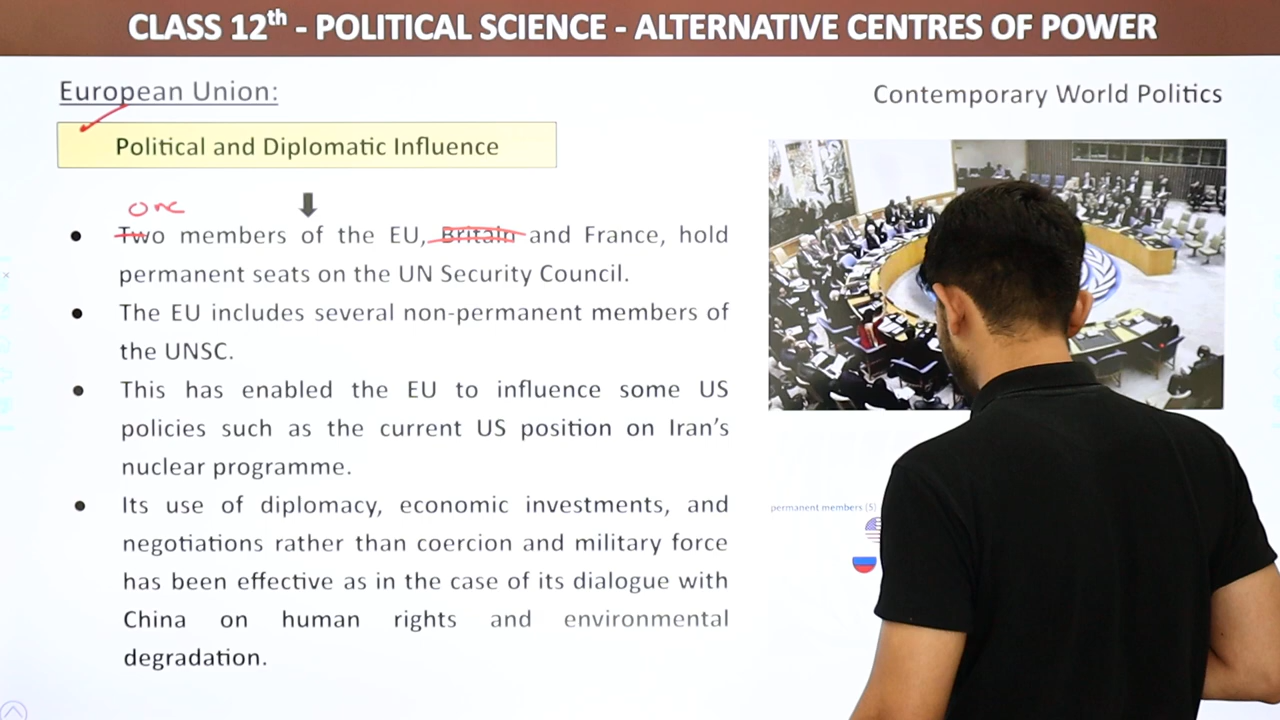 CLASS 12th - POLITICAL SCIENCE - ALTERNATIVE CENTRES OF POWER
European Union:
Contemporary World Politics
Political and Diplomatic Influence
one
Two members of the EU, Britain and France, hold
permanent seats on the UN Security Council.
The EU includes several non-permanent members of
the UNSC.
This has enabled the EU to influence some US
policies such as the current US position on Iran's
nuclear programme.
Its use of diplomacy, economic investments, and
negotiations rather than coercion and military force
has been effective as in the case of its dialogue with
China on human rights and environmental
degradation.
permanent members (5)